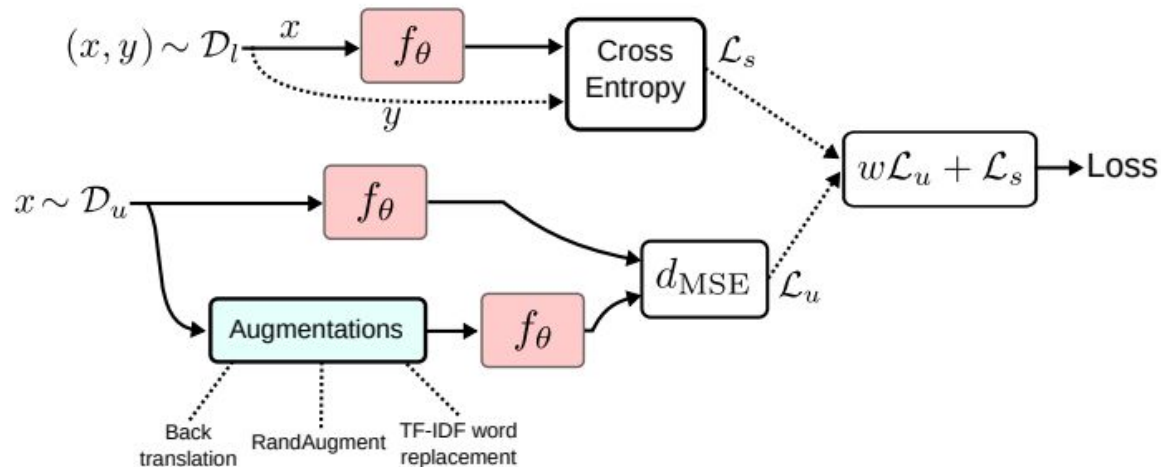 (x, y) ∼ 𝒟_l
x
f_θ
y
Cross
Entropy
ℒ_s
wℒ_u + ℒ_s
Loss
x ∼ 𝒟_u
f_θ
d_MSE
ℒ_u
Augmentations
f_θ
Back
translation
RandAugment
TF-IDF word
replacement